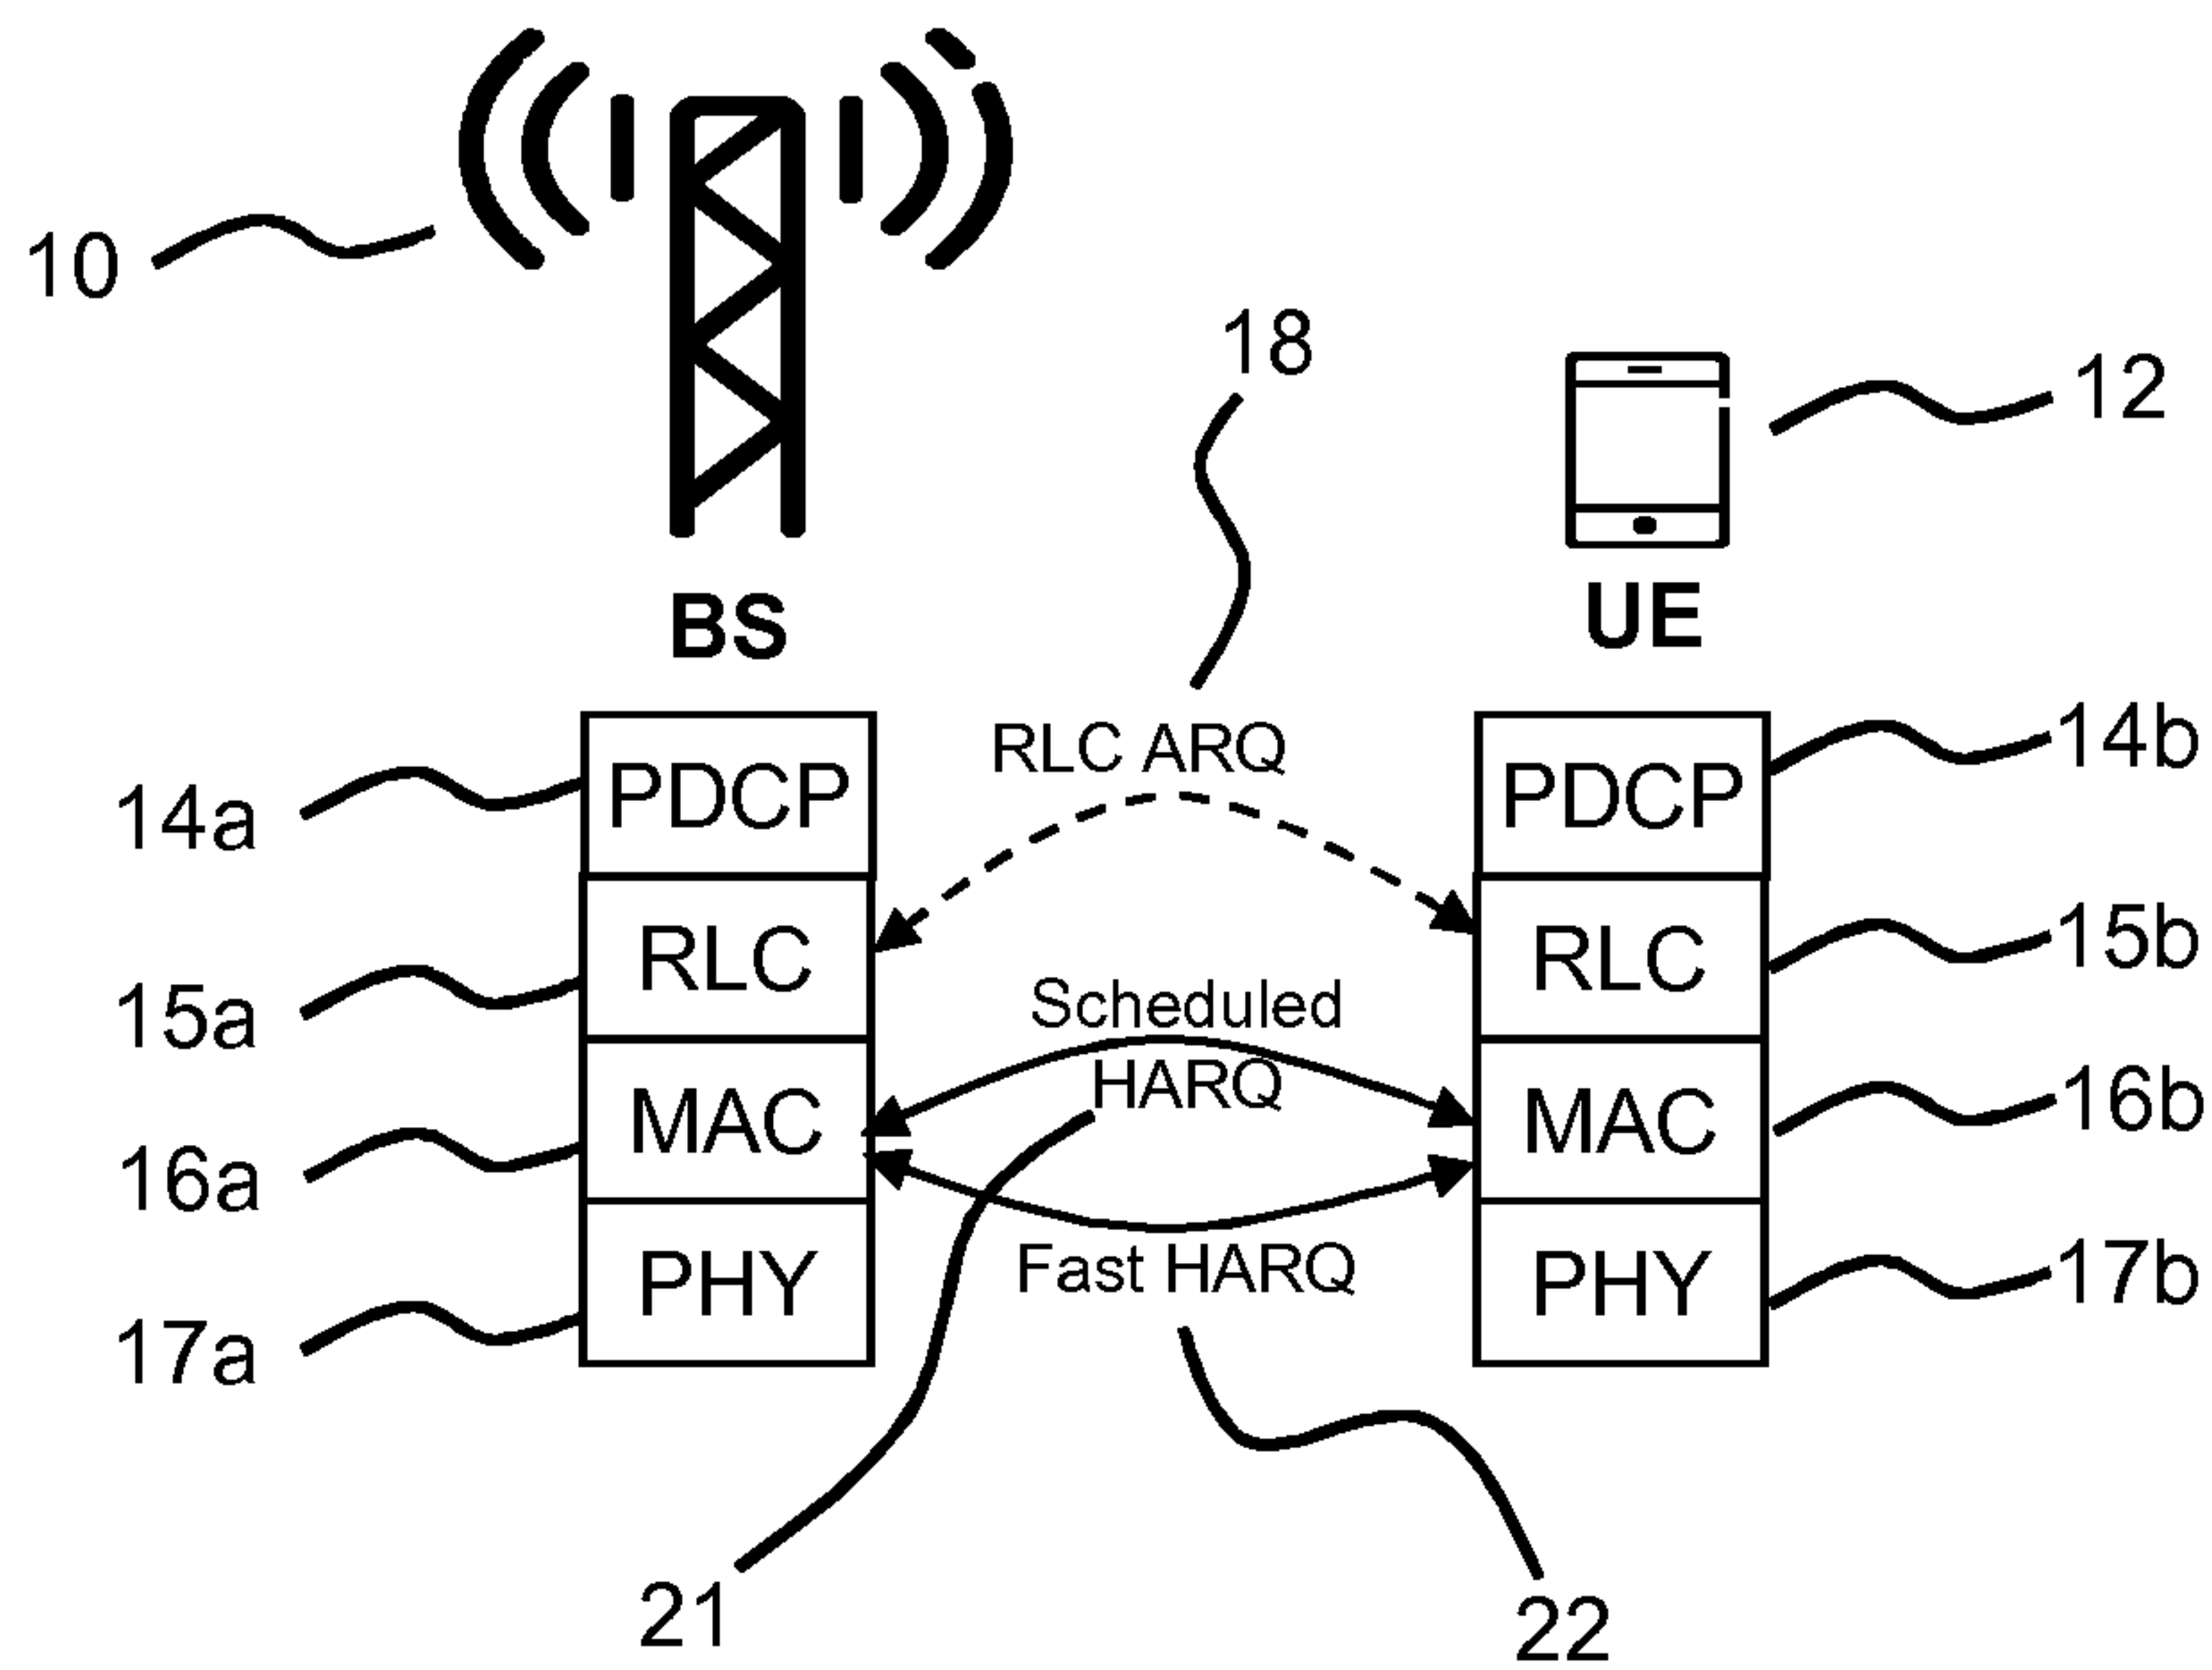 10
18
12
BS
UE
RLC ARQ
14a
PDCP
PDCP
14b
15a
RLC
RLC
15b
Scheduled
HARQ
16a
MAC
MAC
16b
Fast HARQ
17a
PHY
PHY
17b
21
22